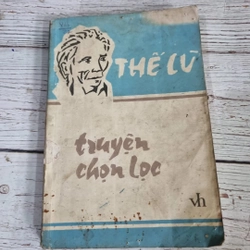 THẾ LỮ
truyện
chọn lọc
vh